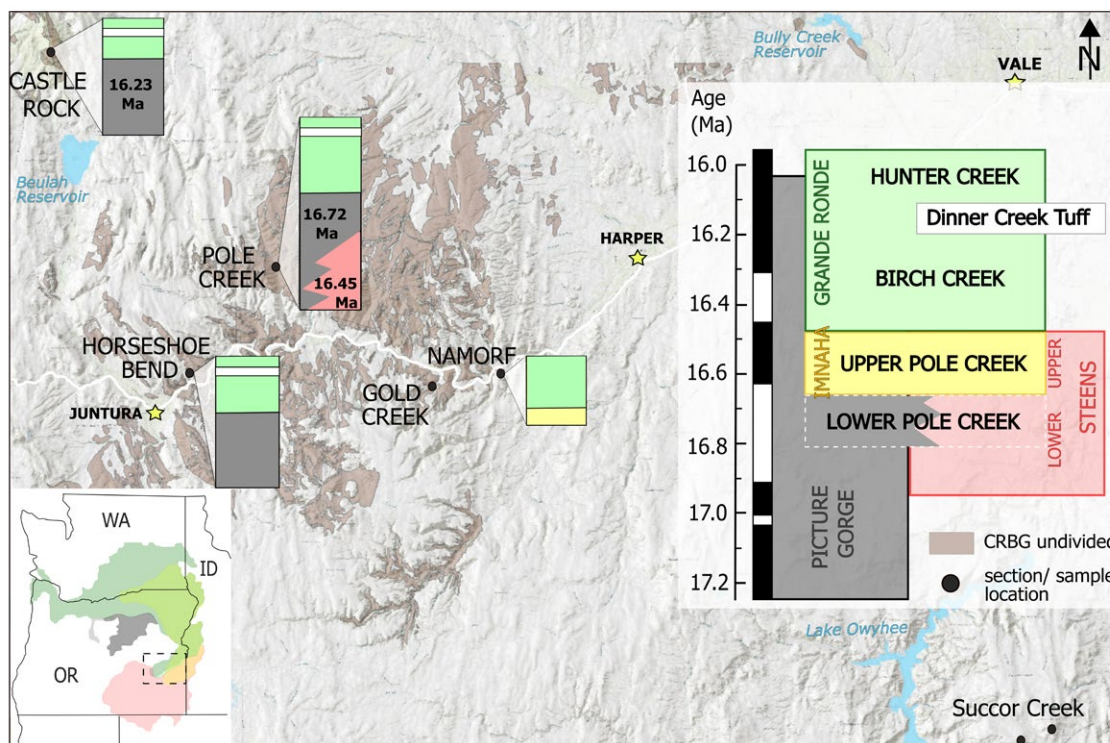 CASTLE
ROCK
16.23
Ma
Beulah
Reservoir
Bully Creek
Reservoir
N
VALE
POLE
CREEK
16.72
Ma
16.45
Ma
HARPER
HORSESHOE
BEND
JUNTURA
GOLD
CREEK
NAMORF
Age
(Ma)
16.0
16.2
16.4
16.6
16.8
17.0
17.2
GRANDE RONDE
HUNTER CREEK
Dinner Creek Tuff
BIRCH CREEK
IMNAHA
UPPER POLE CREEK
LOWER POLE CREEK
UPPER
LOWER
STEENS
PICTURE
GORGE
CRBG undivided
section/ sample
location
Lake Owyhee
Succor Creek
WA
ID
OR